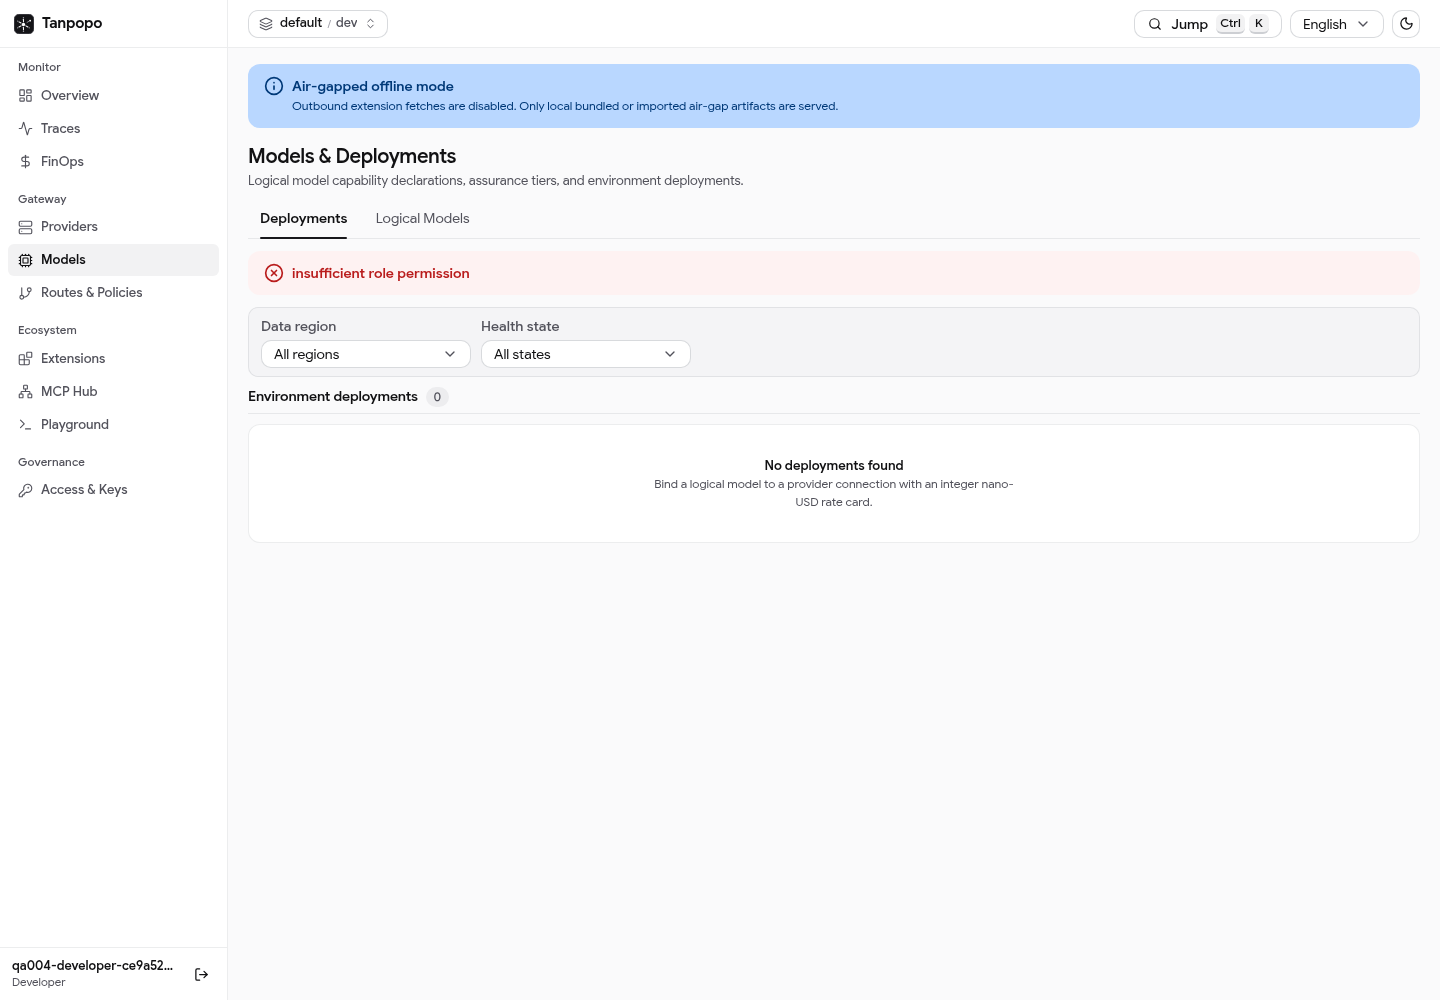 Tanpopo
default / dev
Jump Ctrl K
English
Monitor
Overview
Traces
FinOps
Gateway
Providers
Models
Routes & Policies
Ecosystem
Extensions
MCP Hub
Playground
Governance
Access & Keys
qa004-developer-ce9a52...
Developer
Air-gapped offline mode
Outbound extension fetches are disabled. Only local bundled or imported air-gap artifacts are served.
Models & Deployments
Logical model capability declarations, assurance tiers, and environment deployments.
Deployments Logical Models
insufficient role permission
Data region Health state
All regions All states
Environment deployments 0
No deployments found
Bind a logical model to a provider connection with an integer nano-
USD rate card.